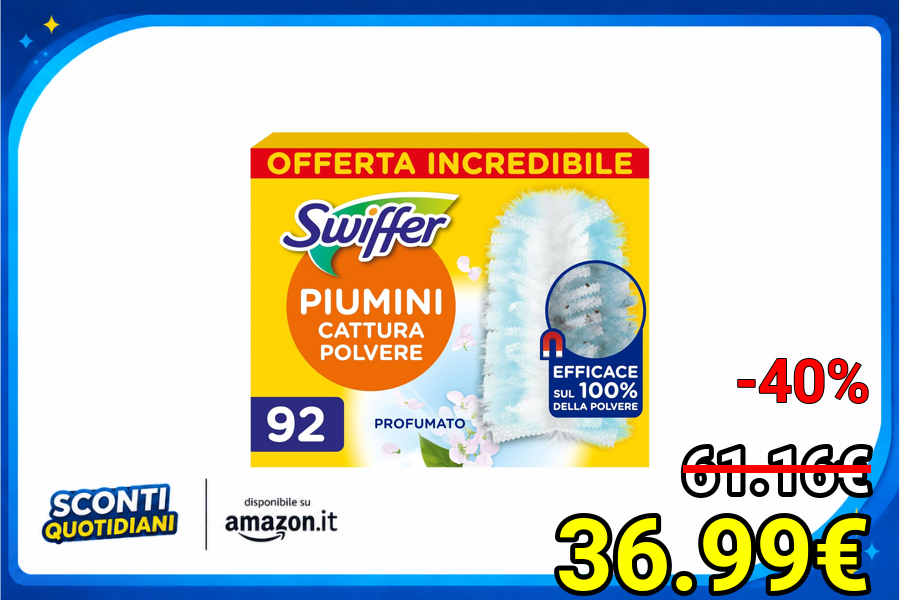 OFFERTA INCREDIBILE
Swiffer
PIUMINI
CATTURA
POLVERE
EFFICACE
SUL 100%
DELLA POLVERE
92
PROFUMATO
-40%
61.16€
36.99€
SCONTI
QUOTIDIANI
disponibile su
amazon.it